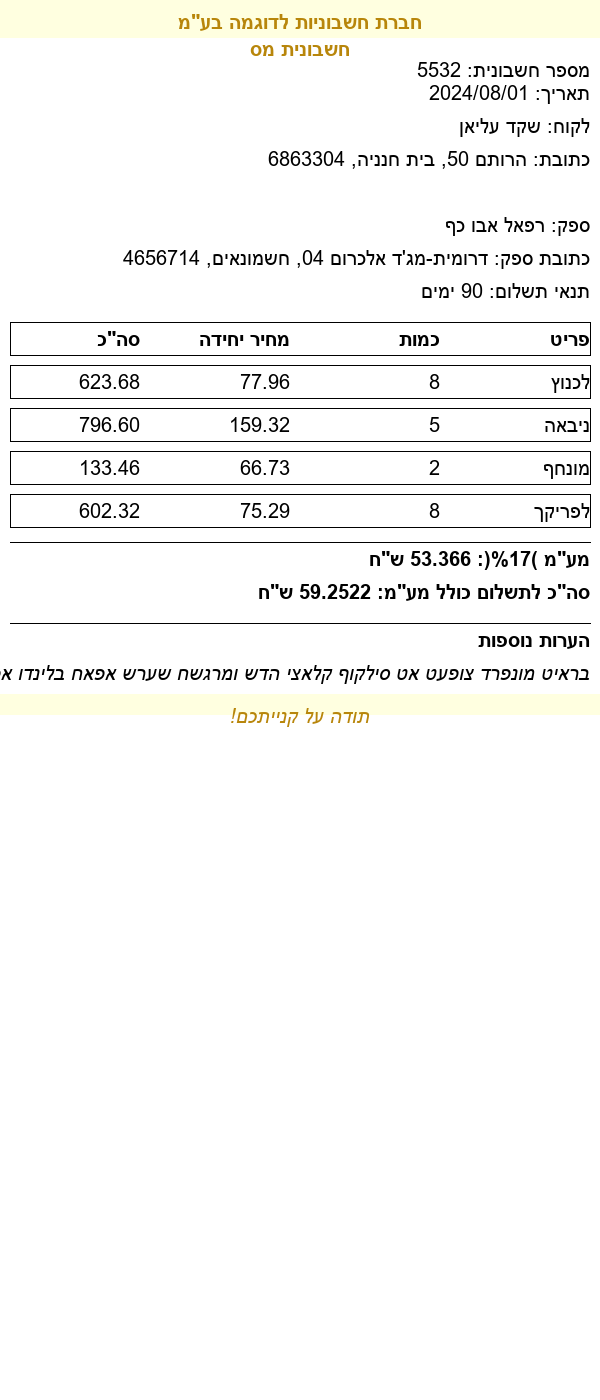 חברת חשבוניות לדוגמה בע"מ
חשבונית מס
מספר חשבונית: 5532
תאריך: 2024/08/01
לקוח: שקד עליאן
כתובת: הרותם 50, בית חנניה, 6863304
ספק: רפאל אבו כף
כתובת ספק: דרומית-מג'ד אלכרום 04, חשמונאים, 4656714
תנאי תשלום: 90 ימים
פריט כמות מחיר יחידה סה"כ
לכנוץ 8 77.96 623.68
ניבאה 5 159.32 796.60
מונחף 2 66.73 133.46
לפריקך 8 75.29 602.32
מע"מ )17%(: 53.366 ש"ח
סה"כ לתשלום כולל מע"מ: 59.2522 ש"ח
הערות נוספות
בראיט מונפרד צופעט אט סילקוף קלאצי הדש ומרגשח שערש אפאח בלינדו
תודה על קנייתכם!